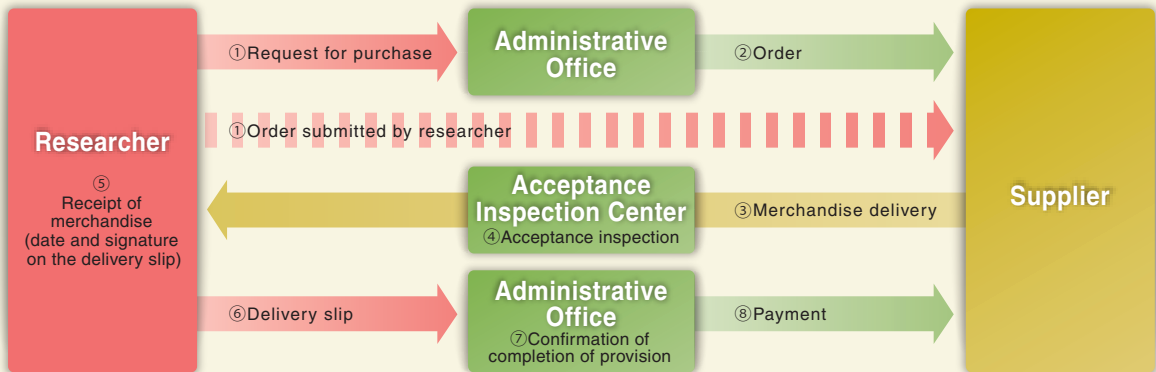 ①Request for purchase
Administrative
Office
②Order
①Order submitted by researcher
Researcher
⑤
Receipt of
merchandise
(date and signature
on the delivery slip)
Acceptance
Inspection Center
④Acceptance inspection
③Merchandise delivery
Supplier
⑥Delivery slip
Administrative
Office
⑦Confirmation of
completion of provision
⑧Payment